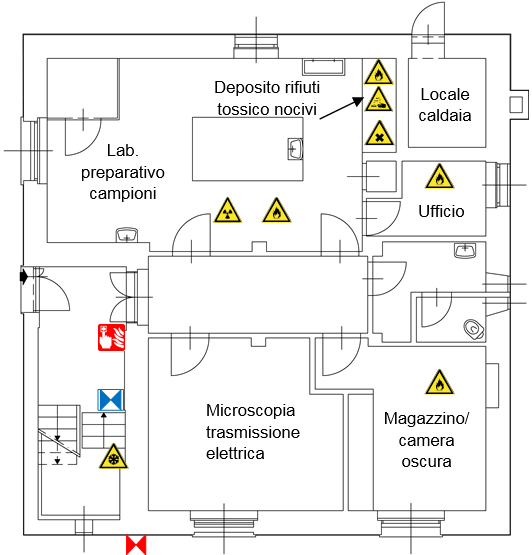 Deposito rifiuti
tossico nocivi
Locale
caldaia
Lab.
preparativo
campioni
Ufficio
Microscopia
trasmissione
elettrica
Magazzino/
camera
oscura